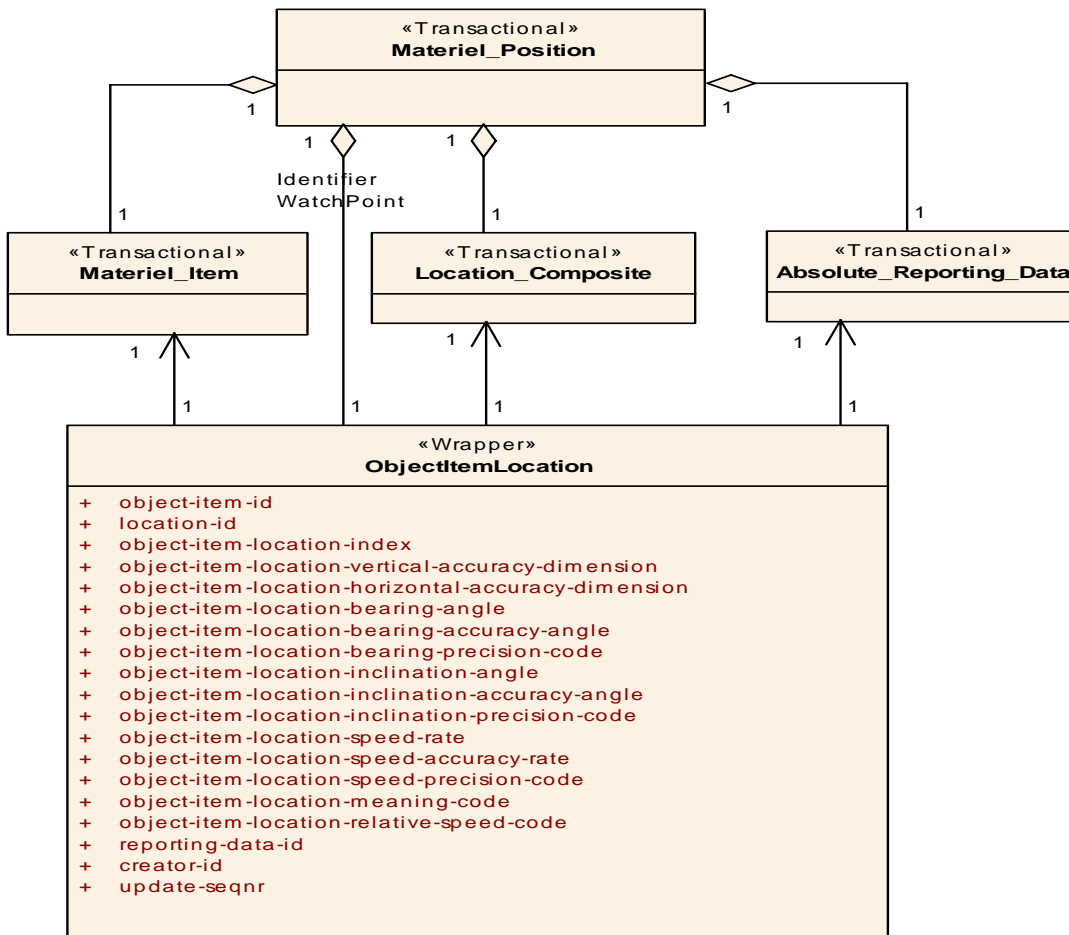 «Transactional»
Materiel_Position
1
1
1
1
Identifier
WatchPoint
1
1
1
«Transactional»
Materiel_Item
«Transactional»
Location_Composite
«Transactional»
Absolute_Reporting_Data
1
1
1
1
1
1
1
«Wrapper»
ObjectItemLocation
+ object-item-id
+ location-id
+ object-item-location-index
+ object-item-location-vertical-accuracy-dimension
+ object-item-location-horizontal-accuracy-dimension
+ object-item-location-bearing-angle
+ object-item-location-bearing-accuracy-angle
+ object-item-location-bearing-precision-code
+ object-item-location-inclination-angle
+ object-item-location-inclination-accuracy-angle
+ object-item-location-inclination-precision-code
+ object-item-location-speed-rate
+ object-item-location-speed-accuracy-rate
+ object-item-location-speed-precision-code
+ object-item-location-meaning-code
+ object-item-location-relative-speed-code
+ reporting-data-id
+ creator-id
+ update-seqnr